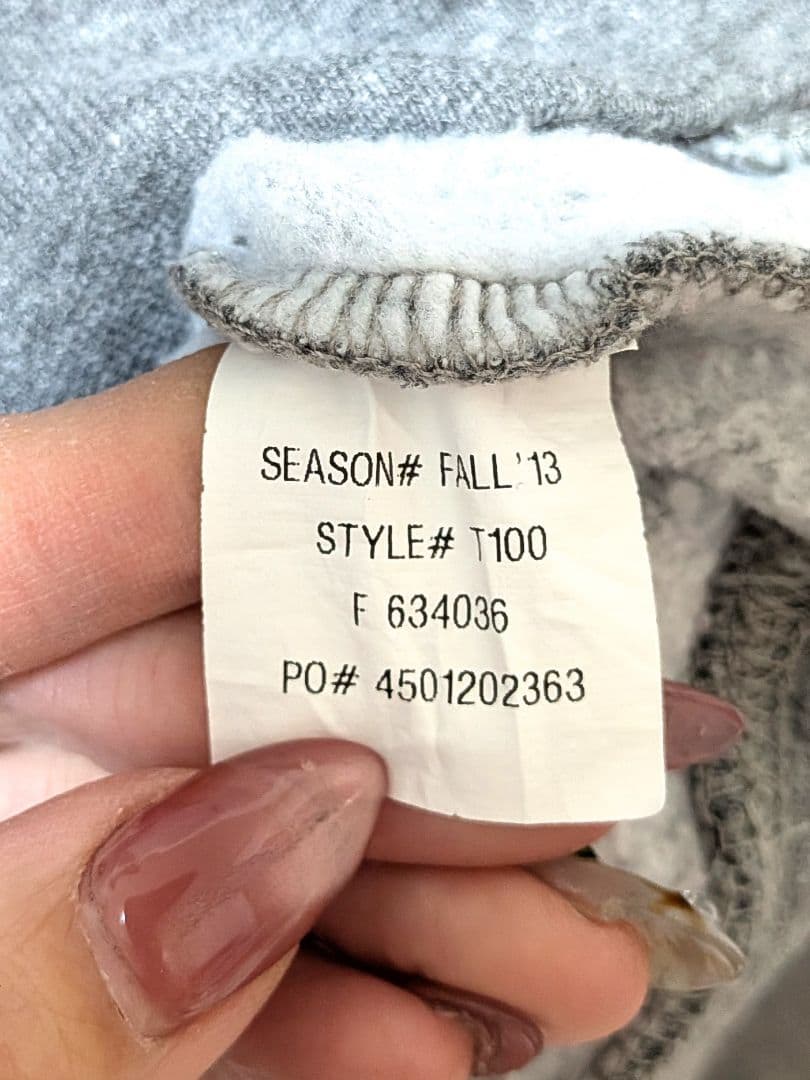 SEASON# FALL'13
STYLE# T100
F 634036
PO# 4501202363